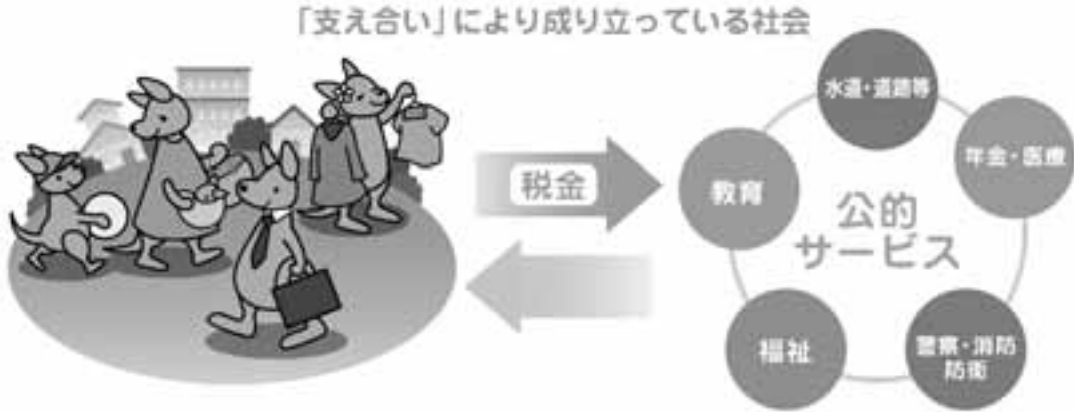 「支え合い」により成り立っている社会
水道・道路等
年金・医療
税金
教育
公的
サービス
福祉
警察・消防
防衛